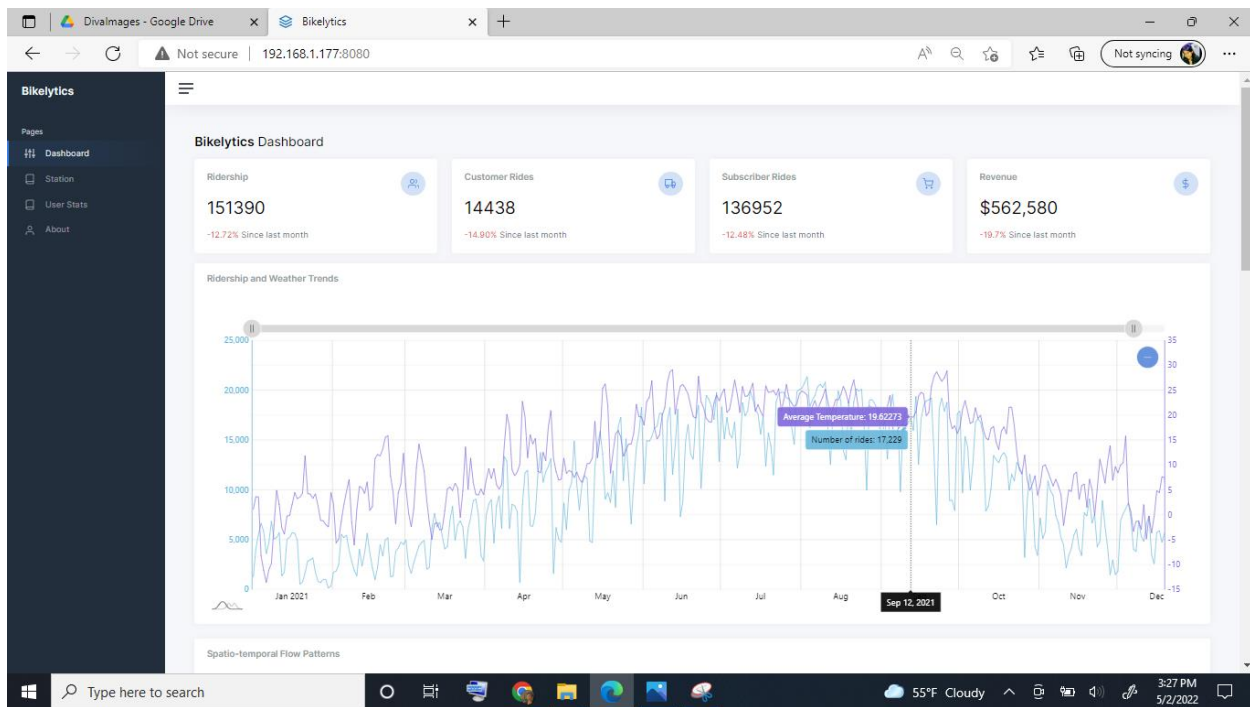 DivaImages - Google Drive
Bikelytics
Not secure
192.168.1.177:8080
Not syncing
Bikelytics
Pages
Dashboard
Station
User Stats
About
Bikelytics Dashboard
Ridership
151390
-12.72% Since last month
Customer Rides
14438
-14.90% Since last month
Subscriber Rides
136952
-12.48% Since last month
Revenue
$562,580
-19.7% Since last month
Ridership and Weather Trends
25,000
20,000
15,000
10,000
5,000
0
35
30
25
20
15
10
5
0
-5
-10
-15
Average Temperature: 19.62273
Number of rides: 17,229
Jan 2021
Feb
Mar
Apr
May
Jun
Jul
Aug
Sep 12, 2021
Oct
Nov
Dec
Spatio-temporal Flow Patterns
Type here to search
55°F Cloudy
3:27 PM
5/2/2022